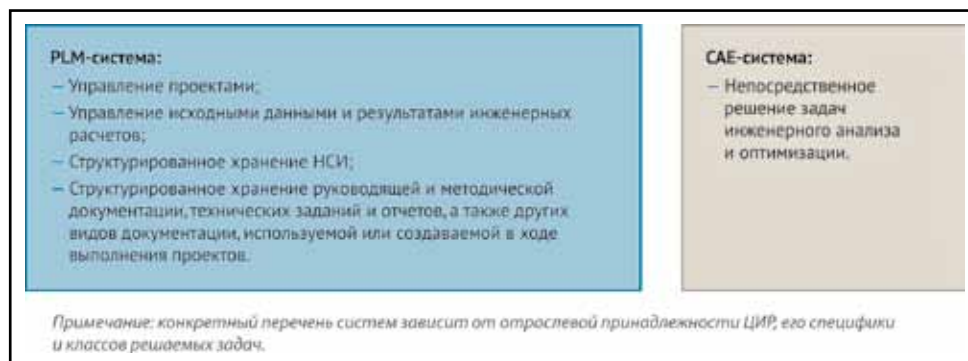 PLM-система:
– Управление проектами;
– Управление исходными данными и результатами инженерных
расчетов;
– Структурированное хранение НСИ;
– Структурированное хранение руководящей и методической
документации, технических заданий и отчетов, а также других
видов документации, используемой или создаваемой в ходе
выполнения проектов.
CAE-система:
– Непосредственное
решение задач
инженерного анализа
и оптимизации.
Примечание: конкретный перечень систем зависит от отраслевой принадлежности ЦИР, его специфики
и классов решаемых задач.